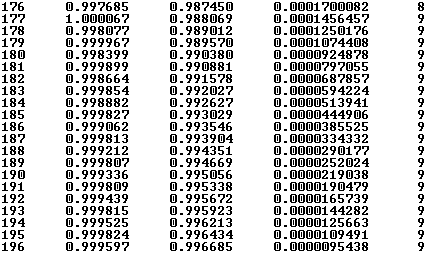 176 0.997685 0.987450 0.0001700082 8
177 1.000067 0.988069 0.0001456457 9
178 0.998077 0.989012 0.0001250176 9
179 0.999967 0.989570 0.0001074408 9
180 0.998399 0.990380 0.0000924878 9
181 0.999899 0.990881 0.0000797055 9
182 0.998664 0.991578 0.0000687857 9
183 0.999854 0.992027 0.0000594224 9
184 0.998882 0.992627 0.0000513941 9
185 0.999827 0.993029 0.0000444906 9
186 0.999062 0.993546 0.0000385525 9
187 0.999813 0.993904 0.0000334332 9
188 0.999212 0.994351 0.0000290177 9
189 0.999807 0.994669 0.0000252024 9
190 0.999336 0.995056 0.0000219038 9
191 0.999809 0.995338 0.0000190479 9
192 0.999439 0.995672 0.0000165739 9
193 0.999815 0.995923 0.0000144282 9
194 0.999525 0.996213 0.0000125663 9
195 0.999824 0.996434 0.0000109491 9
196 0.999597 0.996685 0.0000095438 9